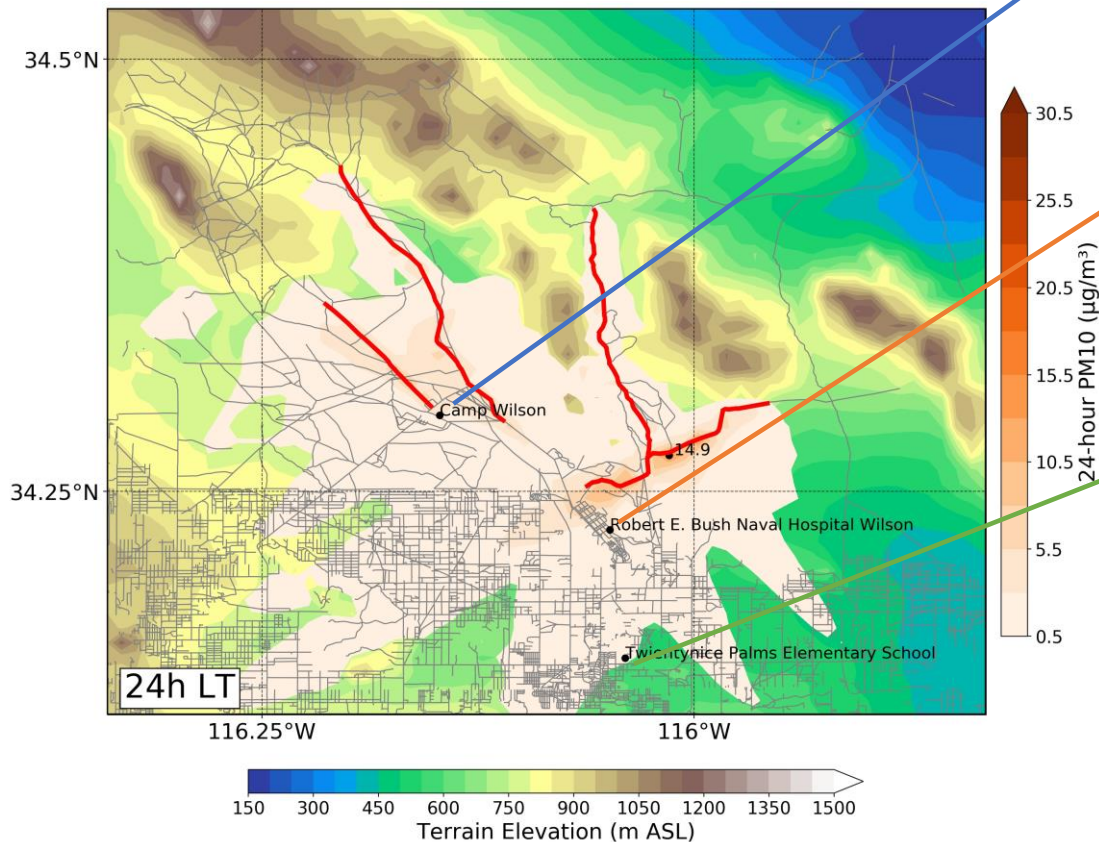 34.5°N
30.5
25.5
20.5
15.5
10.5
5.5
0.5
24-hour PM10 (µg/m³)
Camp Wilson
14.9
34.25°N
Robert E. Bush Naval Hospital Wilson
Twientynice Palms Elementary School
24h LT
116.25°W
116°W
150
300
450
600
750
900
1050
1200
1350
1500
Terrain Elevation (m ASL)